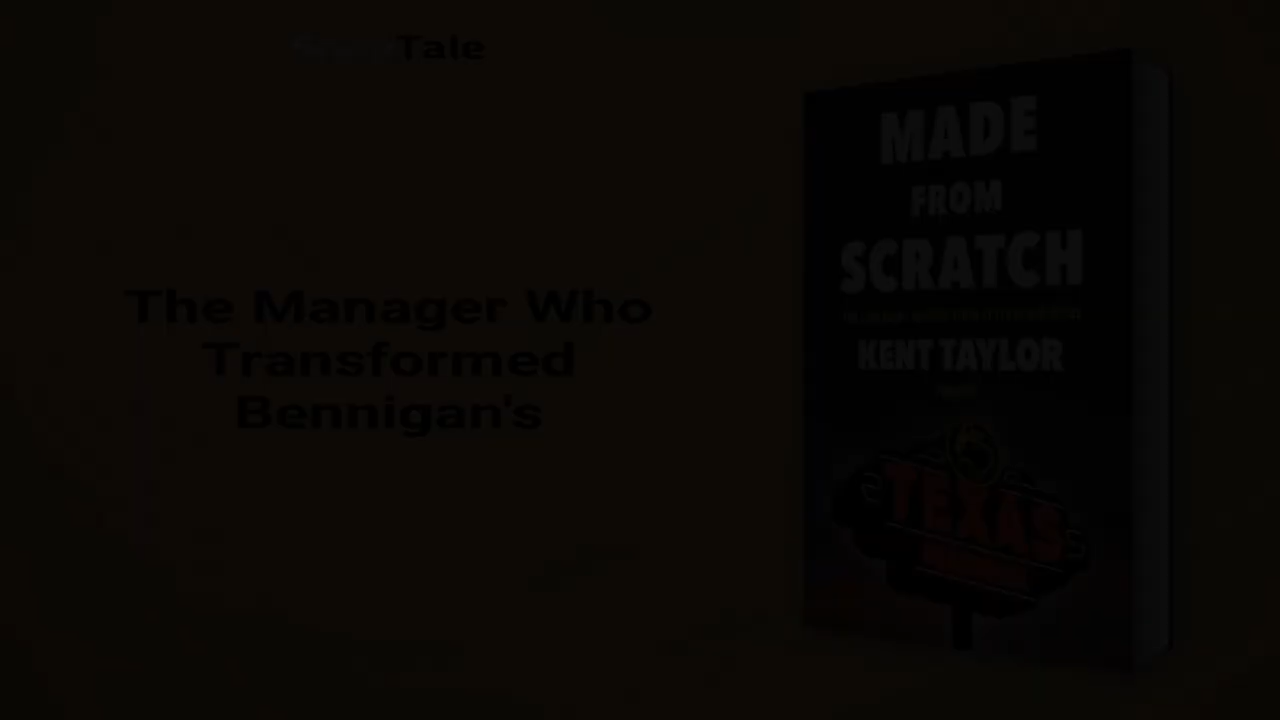 Tale
The Manager Who
Transformed
Bennigan's
MADE
FROM
SCRATCH
KENT TAYLOR
TEXAS